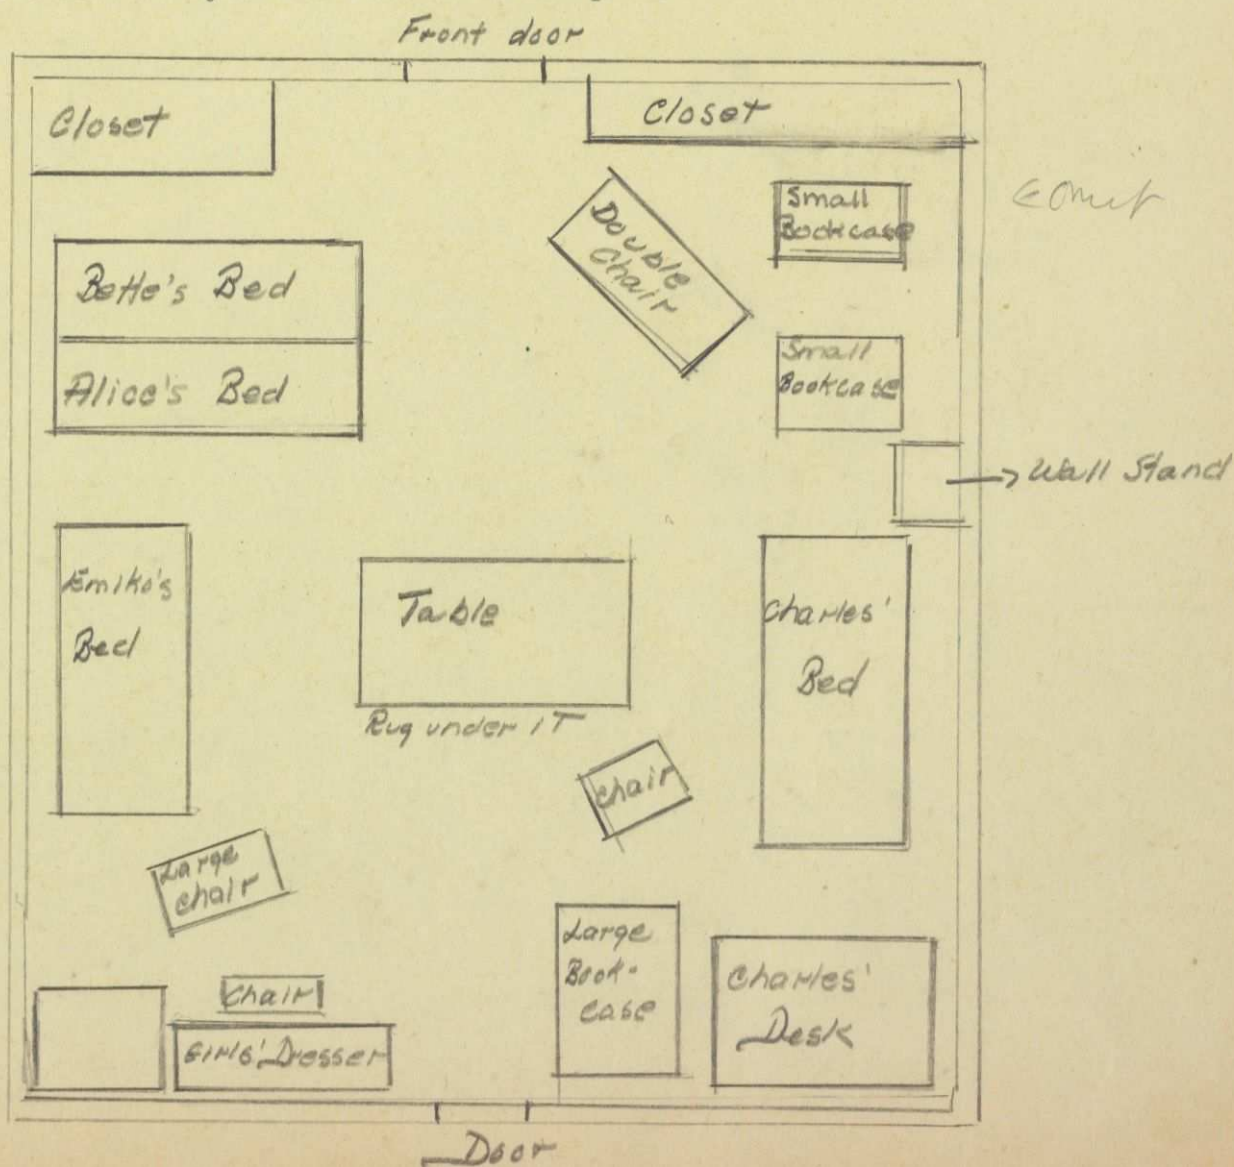 Front door
Closet
Closet
Small
Bookcase
Double
Chair
Bette's Bed
Alice's Bed
Small
Bookcase
Wall Stand
Emiko's
Bed
Table
Rug under it
Charles'
Bed
Chair
Large
Chair
Large
Book-
case
Charles'
Desk
Chair
Girls' Dresser
Door